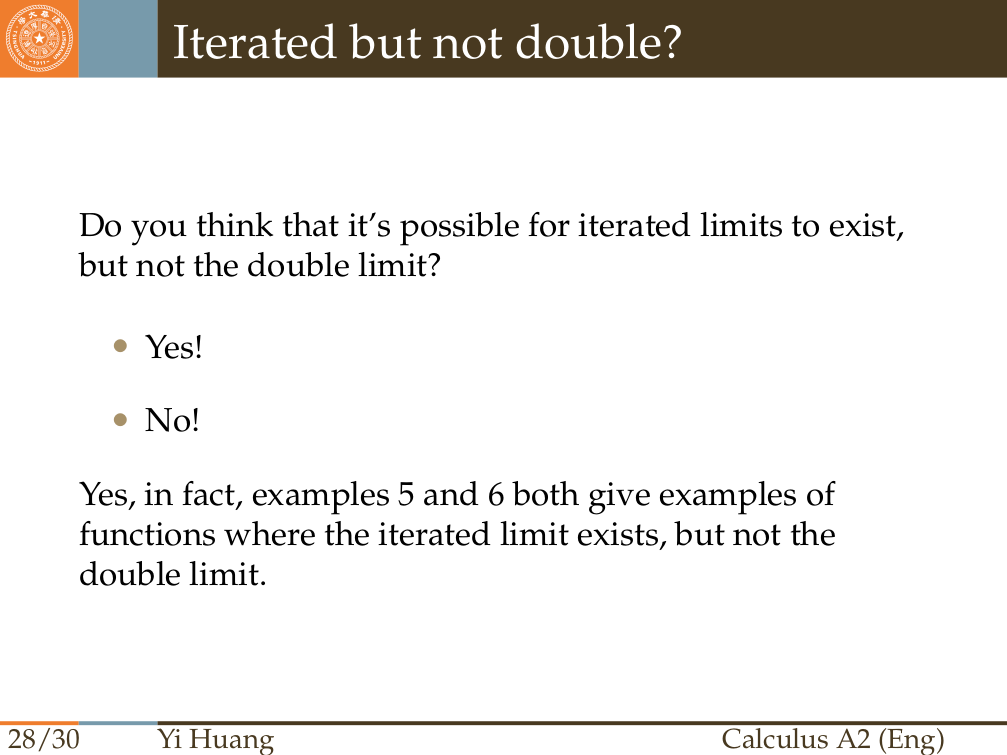 Iterated but not double?
Do you think that it's possible for iterated limits to exist,
but not the double limit?
• Yes!
• No!
Yes, in fact, examples 5 and 6 both give examples of
functions where the iterated limit exists, but not the
double limit.
28/30 Yi Huang Calculus A2 (Eng)